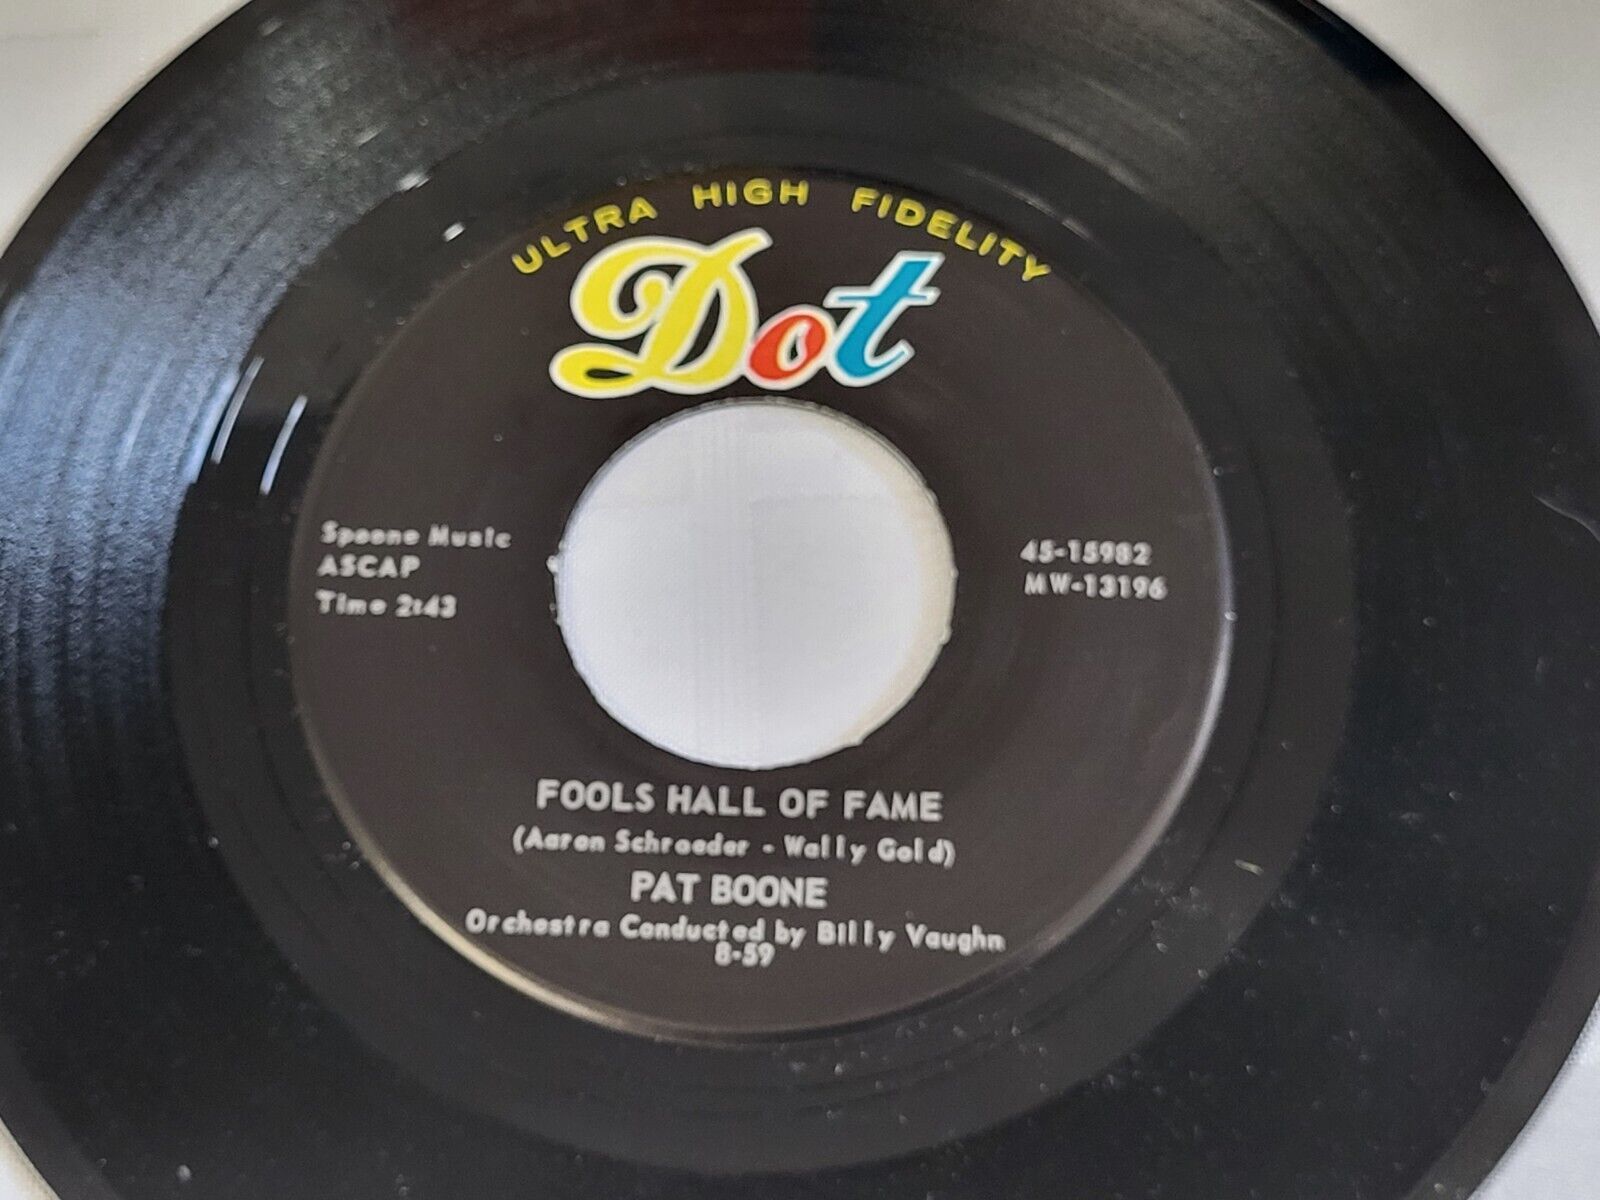 ULTRA HIGH FIDELITY
Dot
Spoone Music
ASCAP
Time 2:43
45-15982
MW-13196
FOOLS HALL OF FAME
(Aaron Schroeder - Wally Gold)
PAT BOONE
Orchestra Conducted by Billy Vaughn
8-59